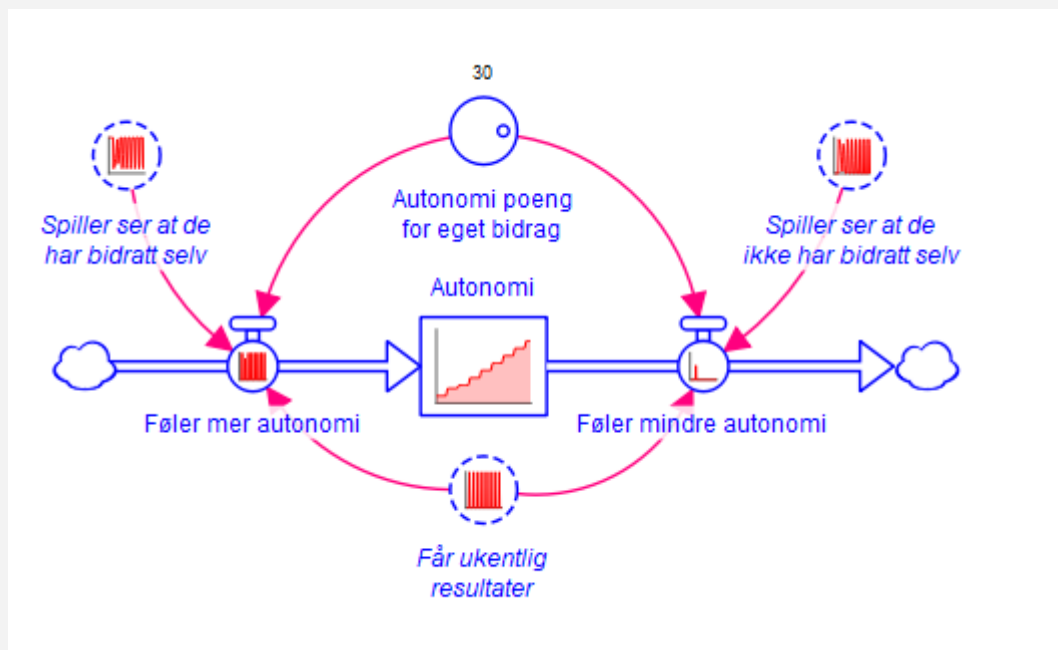 30
Autonomi poeng
for eget bidrag
Spiller ser at de
har bidratt selv
Spiller ser at de
ikke har bidratt selv
Autonomi
Føler mer autonomi
Føler mindre autonomi
Får ukentlig
resultater